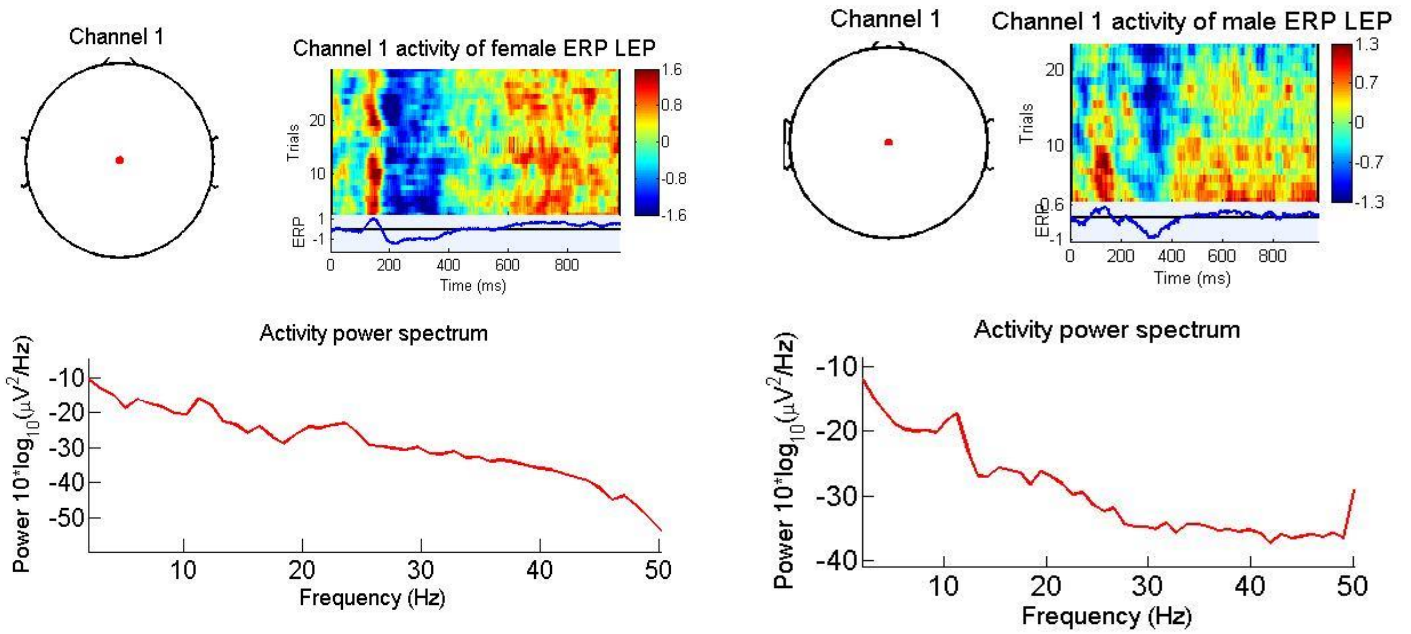 Channel 1
Channel 1 activity of female ERP LEP
Trials
20
10
1.6
0.8
0
-0.8
-1.6
ERP
1
-1
0 200 400 600 800
Time (ms)
Activity power spectrum
Power 10*log10(μV2/Hz)
-10
-20
-30
-40
-50
10 20 30 40 50
Frequency (Hz)
Channel 1
Channel 1 activity of male ERP LEP
Trials
20
10
1.3
0.7
0
-0.7
-1.3
ERP
0.6
-1
0 200 400 600 800
Time (ms)
Activity power spectrum
Power 10*log10(μV2/Hz)
-10
-20
-30
-40
10 20 30 40 50
Frequency (Hz)